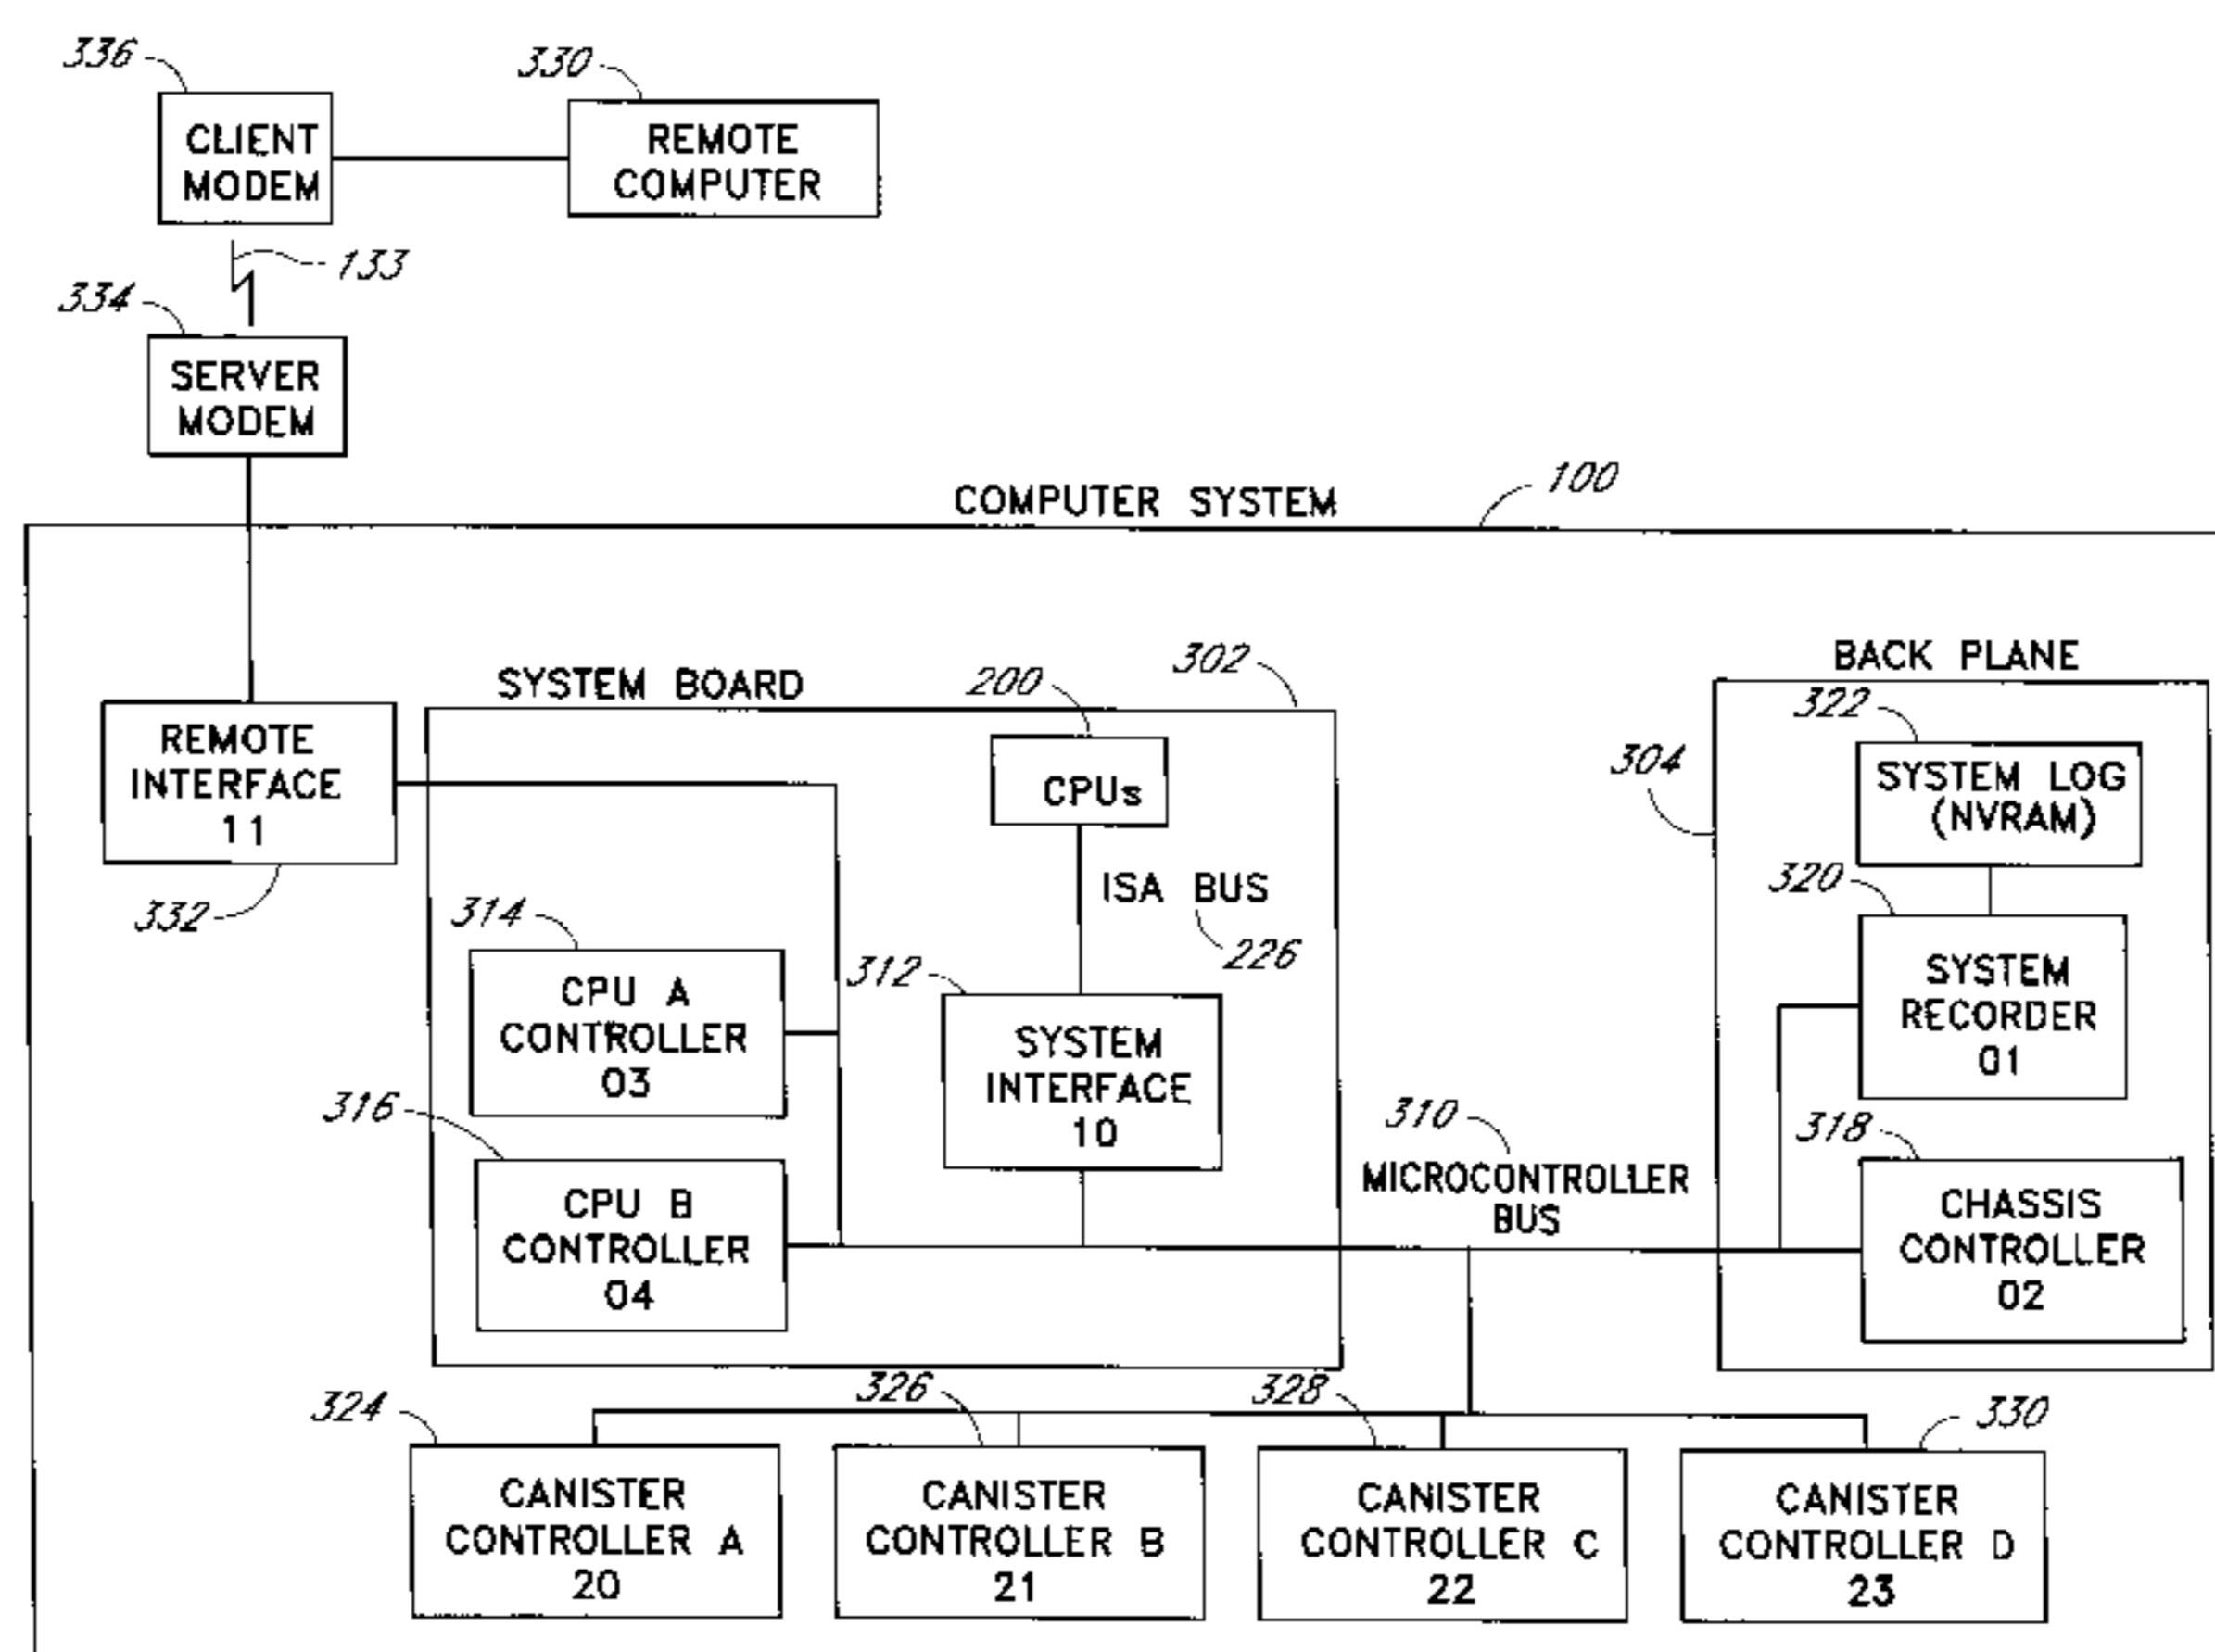 336
330
CLIENT
MODEM
REMOTE
COMPUTER
133
334
SERVER
MODEM
COMPUTER SYSTEM
100
SYSTEM BOARD
302
BACK PLANE
200
322
REMOTE
INTERFACE
11
332
CPUs
304
SYSTEM LOG
(NVRAM)
ISA BUS
226
320
314
312
CPU A
CONTROLLER
03
SYSTEM
INTERFACE
10
SYSTEM
RECORDER
01
316
310
MICROCONTROLLER
BUS
318
CPU B
CONTROLLER
04
CHASSIS
CONTROLLER
02
324
326
328
330
CANISTER
CONTROLLER A
20
CANISTER
CONTROLLER B
21
CANISTER
CONTROLLER C
22
CANISTER
CONTROLLER D
23